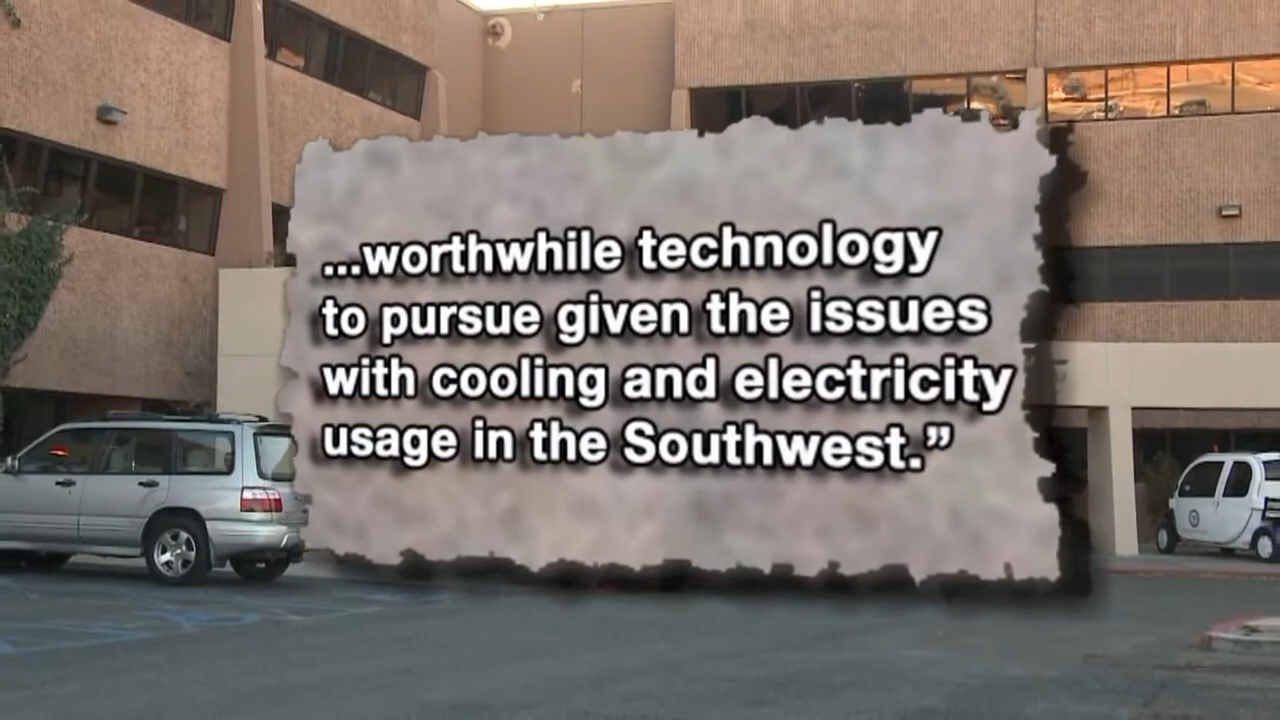 ...worthwhile technology
to pursue given the issues
with cooling and electricity
usage in the Southwest.”